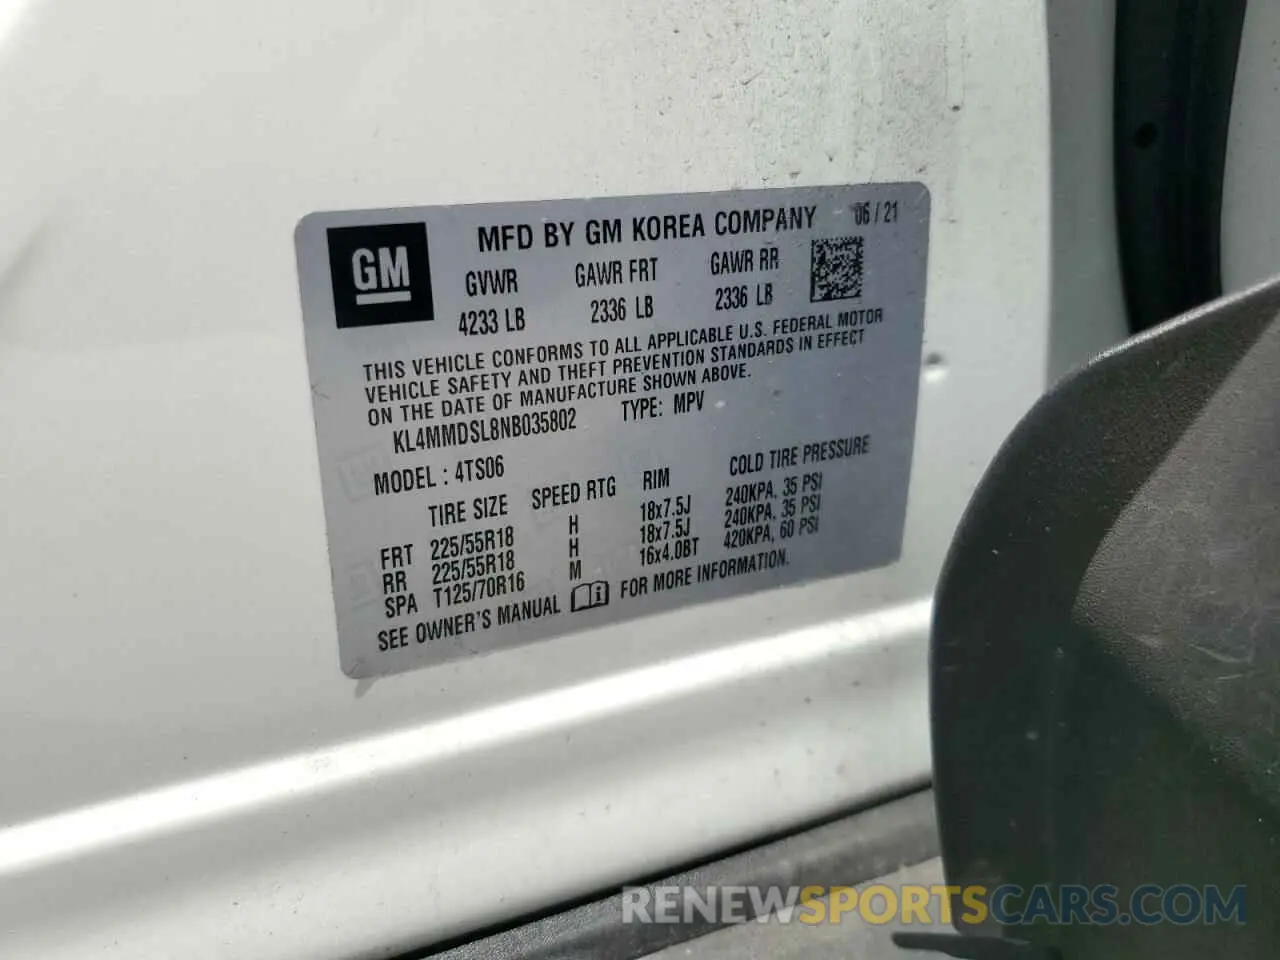 GM
MFD BY GM KOREA COMPANY 06/21
GVWR GAWR FRT GAWR RR
4233 LB 2336 LB 2336 LB
THIS VEHICLE CONFORMS TO ALL APPLICABLE U.S. FEDERAL MOTOR
VEHICLE SAFETY AND THEFT PREVENTION STANDARDS IN EFFECT
ON THE DATE OF MANUFACTURE SHOWN ABOVE.
KL4MMDSL8NB035802 TYPE: MPV
MODEL : 4TS06
TIRE SIZE SPEED RTG RIM COLD TIRE PRESSURE
FRT 225/55R18 H 18x7.5J 240KPA, 35 PSI
RR 225/55R18 H 18x7.5J 240KPA, 35 PSI
SPA T125/70R16 M 16x4.0BT 420KPA, 60 PSI
SEE OWNER'S MANUAL i FOR MORE INFORMATION.
RENEWSPORTSCARS.COM